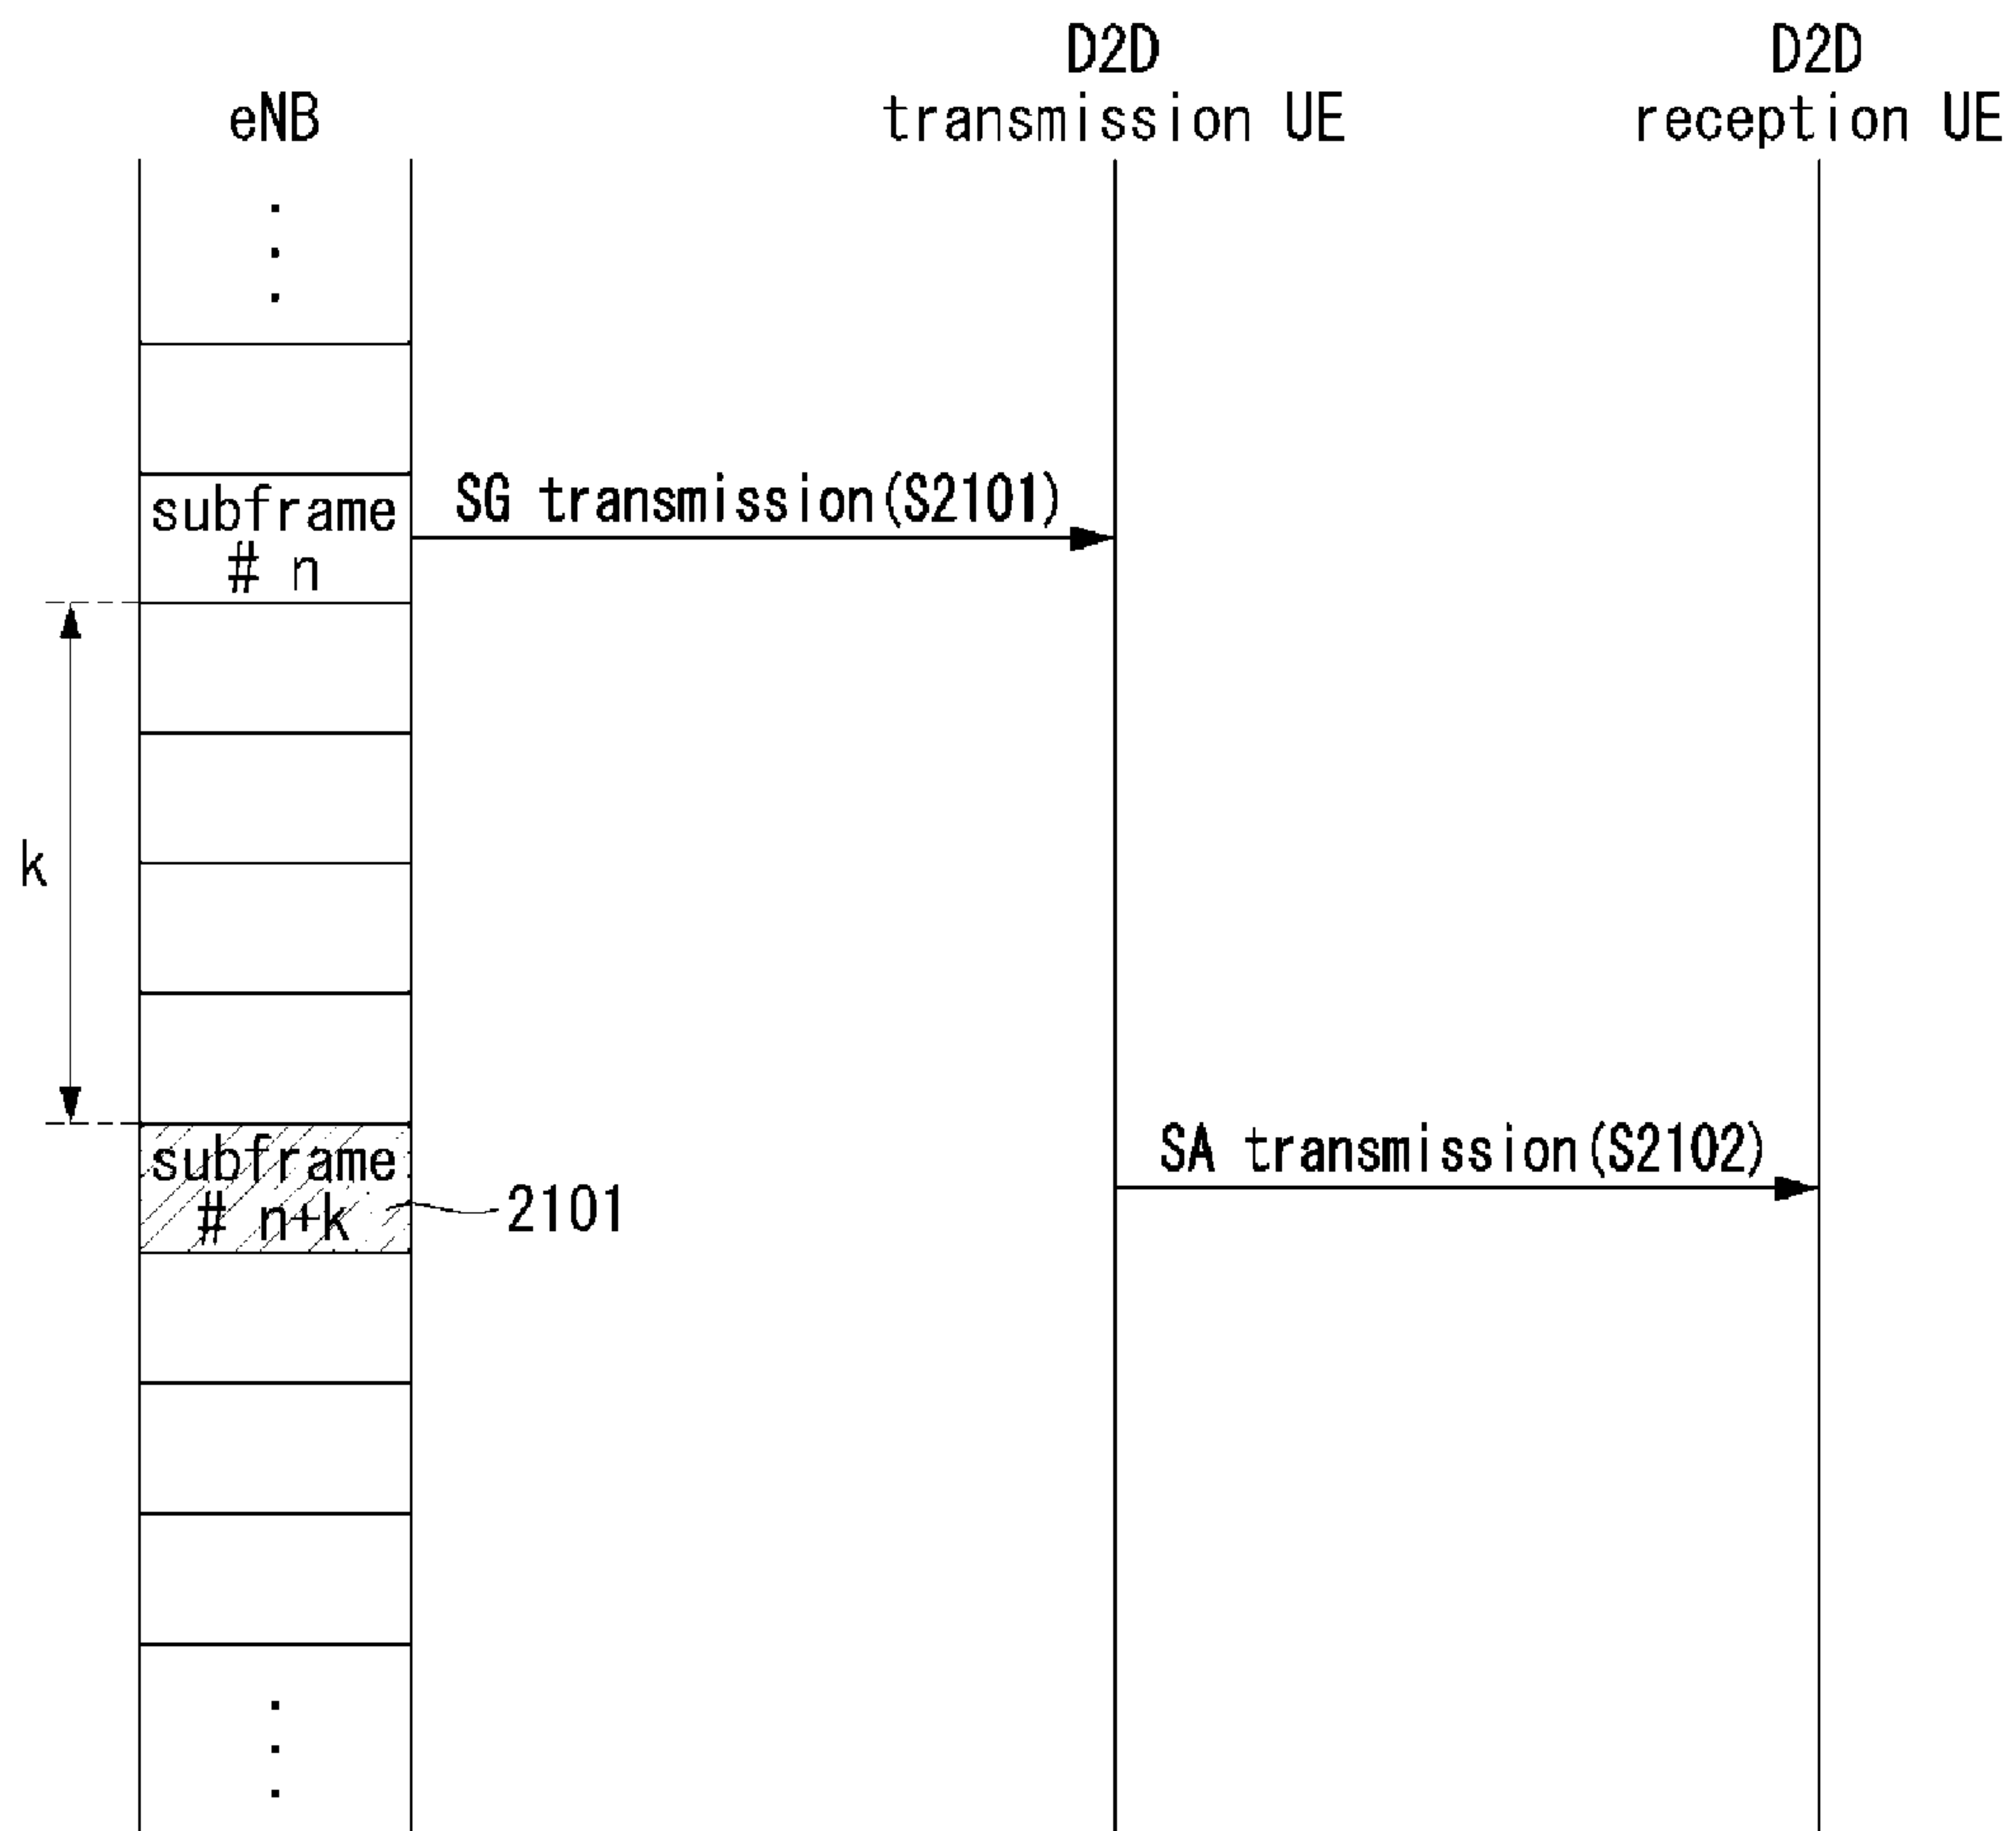 eNB
D2D
transmission UE
D2D
reception UE
subframe
# n
SG transmission(S2101)
k
subframe
# n+k
2101
SA transmission(S2102)